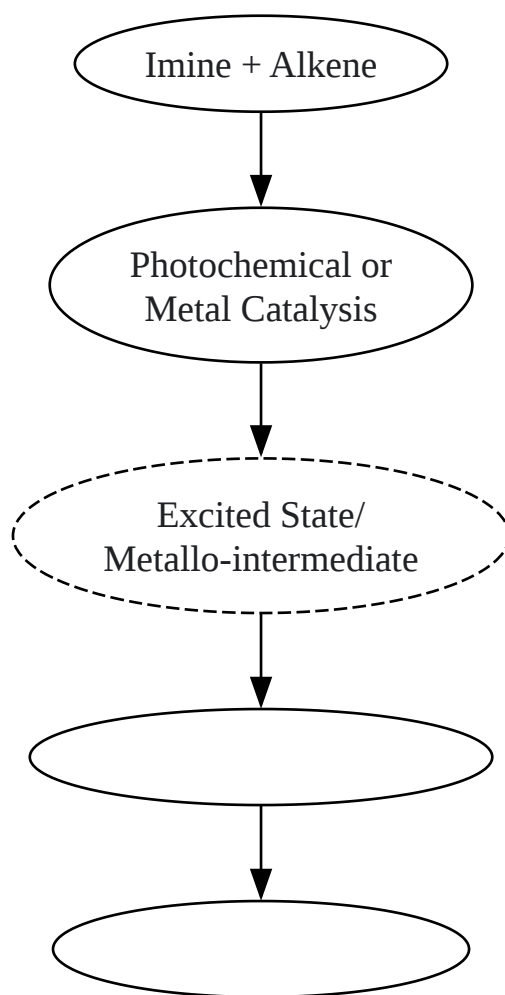 Imine + Alkene
Photochemical or
Metal Catalysis
Excited State/
Metallo-intermediate